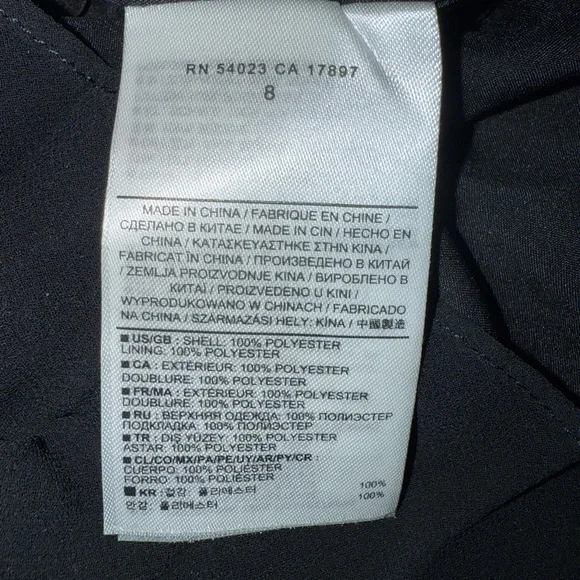 RN 54023 CA 17897
8
MADE IN CHINA / FABRIQUE EN CHINE /
СДЕЛАНО В КИТАЕ / MADE IN CIN / HECHO EN
CHINA / ΚΑΤΑΣΚΕΥΑΣΤΗΚΕ ΣΤΗΝ ΚΙΝΑ /
FABRICAT ÎN CHINA / ПРОИЗВЕДЕНО В КИТАЙ
/ ZEMLJA PROIZVODNJE KINA / ВИРОБЛЕНО В
КИТАЇ / PROIZVEDENO U KINI /
WYPRODUKOWANO W CHINACH / FABRICADO
NA CHINA / SZÁRMAZÁSI HELY: KÍNA / 中國製造
■ US/GB : SHELL: 100% POLYESTER
LINING: 100% POLYESTER
■ CA : EXTÉRIEUR: 100% POLYESTER
DOUBLURE: 100% POLYESTER
■ FR/MA : EXTÉRIEUR: 100% POLYESTER
DOUBLURE: 100% POLYESTER
■ RU : ВЕРХНЯЯ ОДЕЖДА: 100% ПОЛИЭСТЕР
ПОДКЛАДКА: 100% ПОЛИЭСТЕР
■ TR : DIŞ YÜZEY: 100% POLYESTER
ASTAR: 100% POLYESTER
■ CL/CO/MX/PA/PE/UY/AR/PY/CR :
CUERPO: 100% POLIÉSTER
FORRO: 100% POLIÉSTER
■ KR : 겉감: 폴리에스터 100%
안감: 폴리에스터 100%